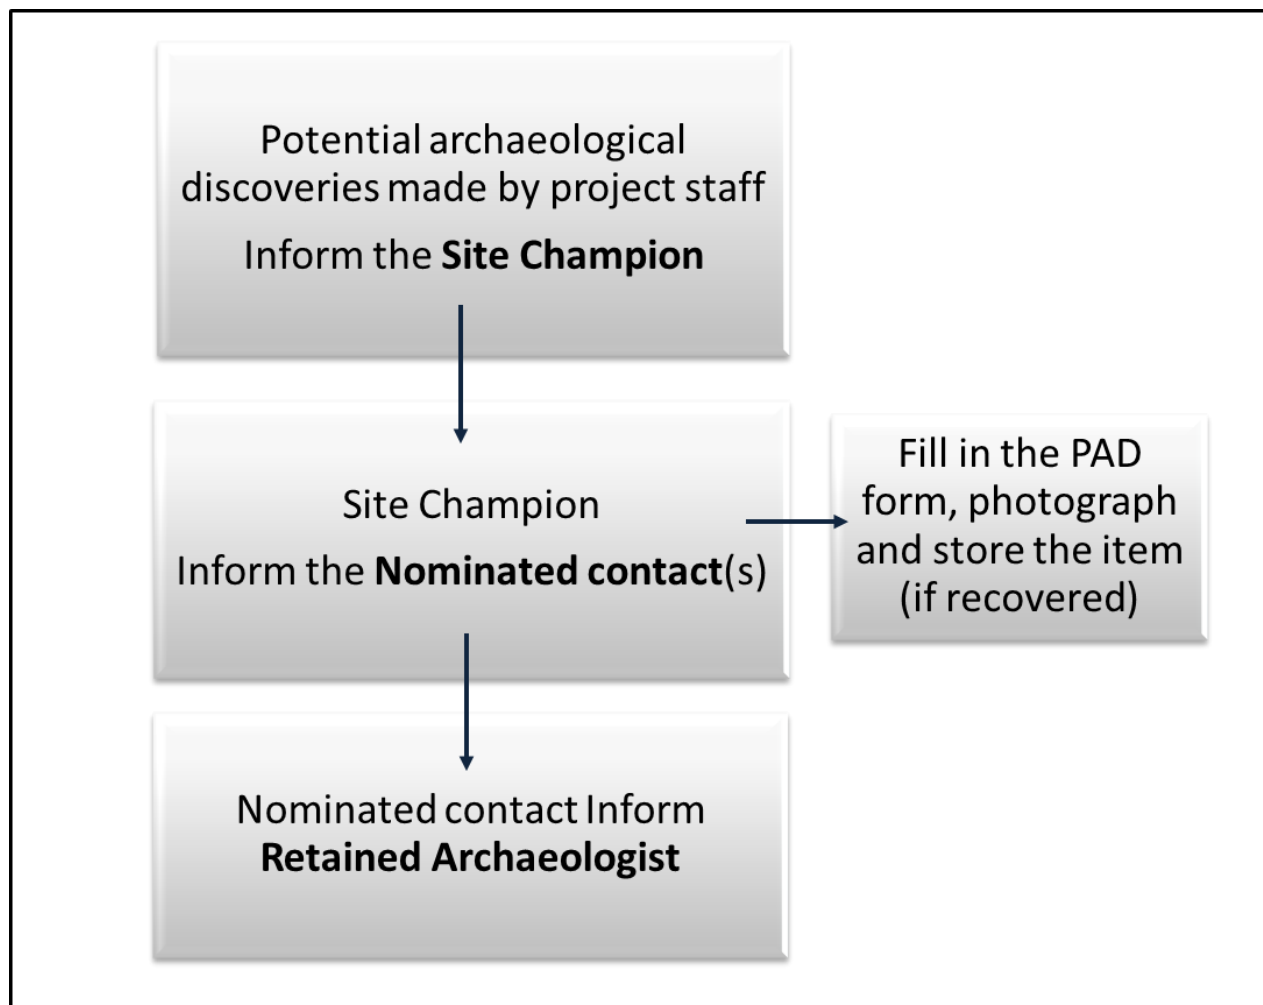 Potential archaeological
discoveries made by project staff
Inform the Site Champion
Site Champion
Inform the Nominated contact(s)
Fill in the PAD
form, photograph
and store the item
(if recovered)
Nominated contact Inform
Retained Archaeologist